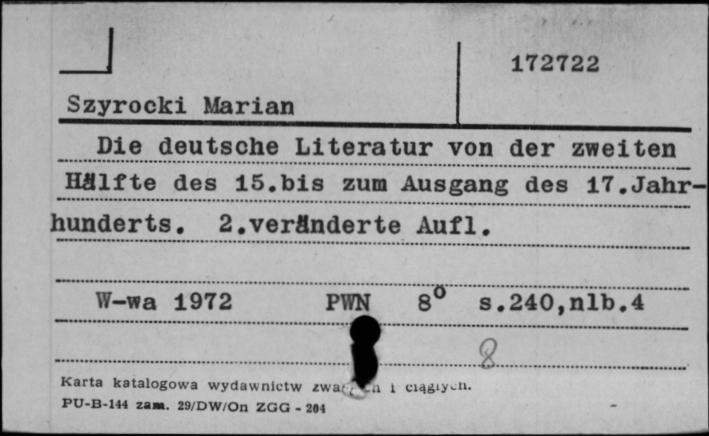 172722
Szyrocki Marian
Die deutsche Literatur von der zweiten
Hälfte des 15.bis zum Ausgang des 17.Jahr-
hunderts. 2.veränderte Aufl.
W-wa 1972 PWN 8° s.240,nlb.4
8
Karta katalogowa wydawnictw i ciągłych.
PU-B-144 zam. 29/DW/On ZGG - 204